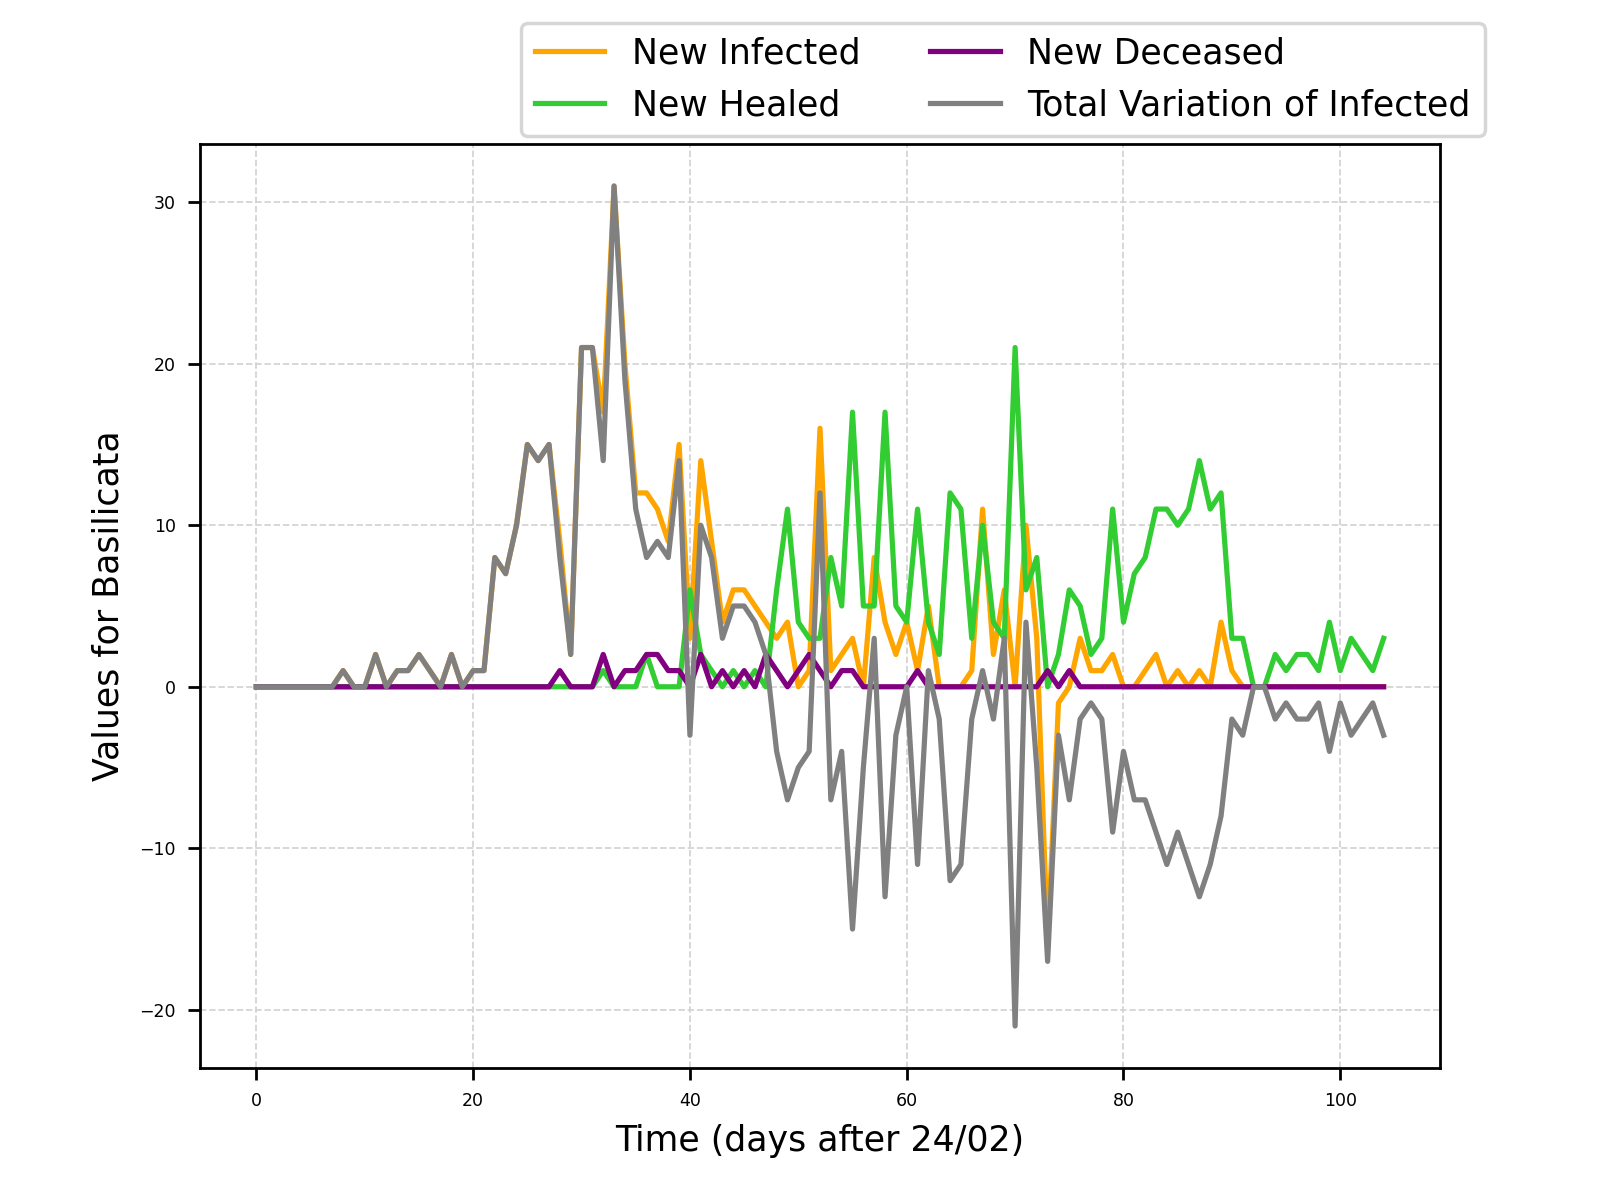 New Infected
New Healed
New Deceased
Total Variation of Infected
Values for Basilicata
30
20
10
0
−10
−20
0 20 40 60 80 100
Time (days after 24/02)